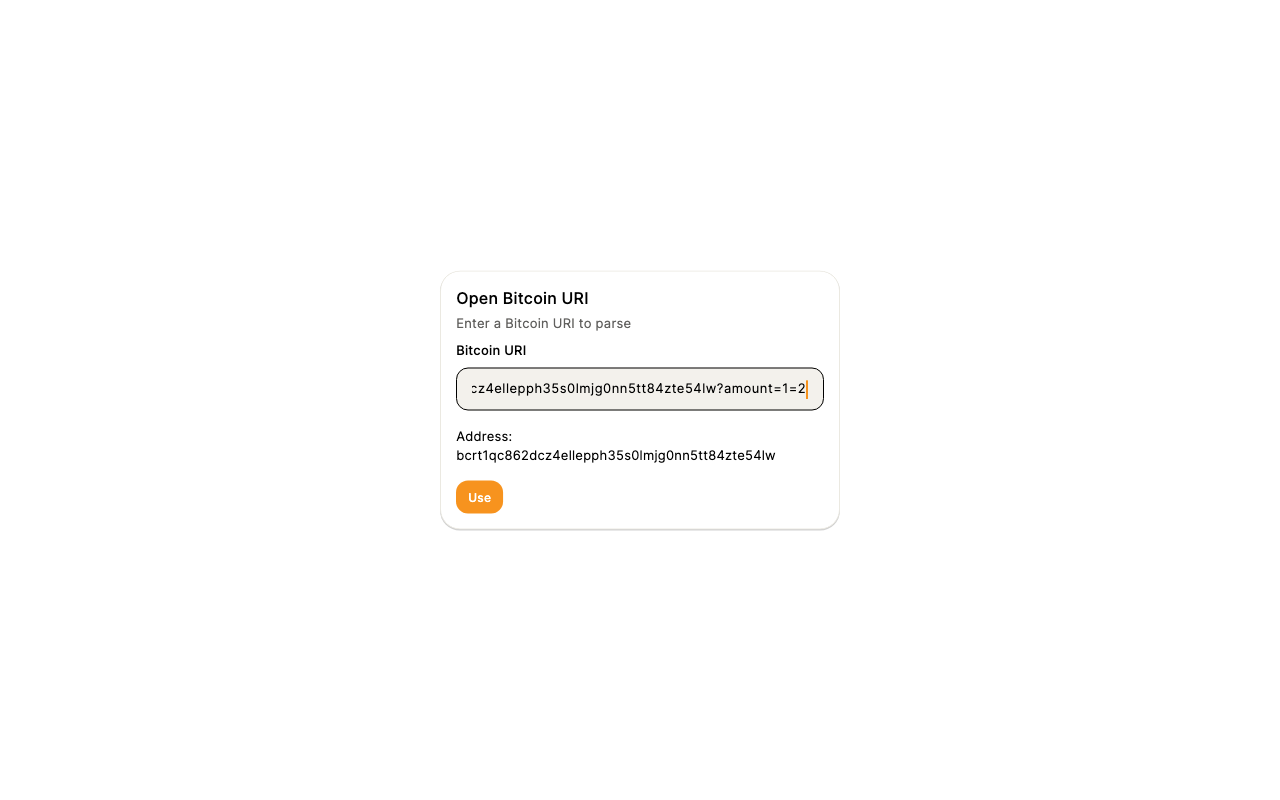 Open Bitcoin URI
Enter a Bitcoin URI to parse
Bitcoin URI
cz4ellepph35s0lmjg0nn5tt84zte54lw?amount=1=2
Address:
bcrt1qc862dcz4ellepph35s0lmjg0nn5tt84zte54lw
Use